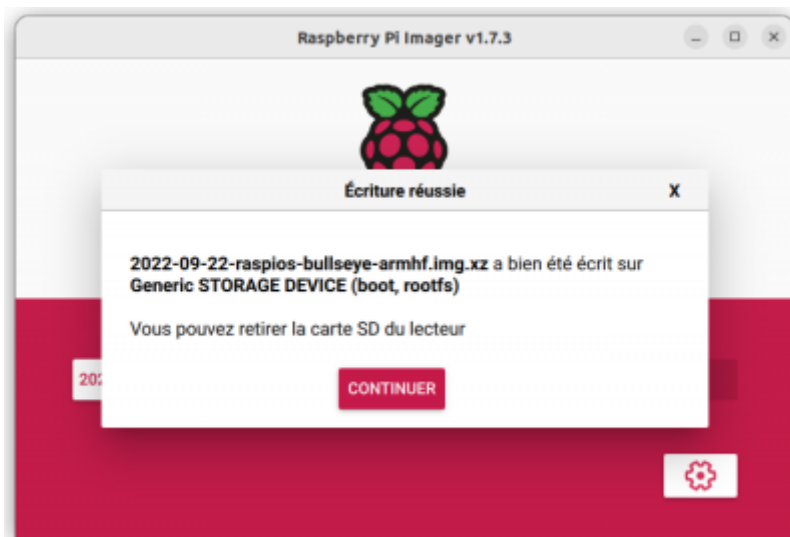 Raspberry Pi Imager v1.7.3
Écriture réussie
X
2022-09-22-raspios-bullseye-armhf.img.xz a bien été écrit sur
Generic STORAGE DEVICE (boot, rootfs)
Vous pouvez retirer la carte SD du lecteur
202
CONTINUER